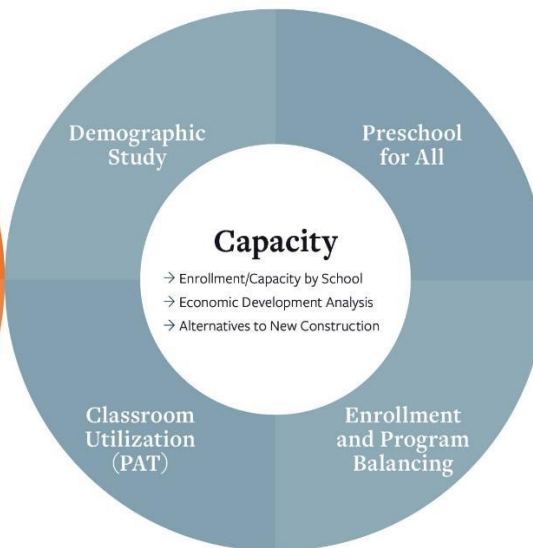 Demographic
Study
Preschool
for All
Capacity
→ Enrollment/Capacity by School
→ Economic Development Analysis
→ Alternatives to New Construction
Classroom
Utilization
(PAT)
Enrollment
and Program
Balancing